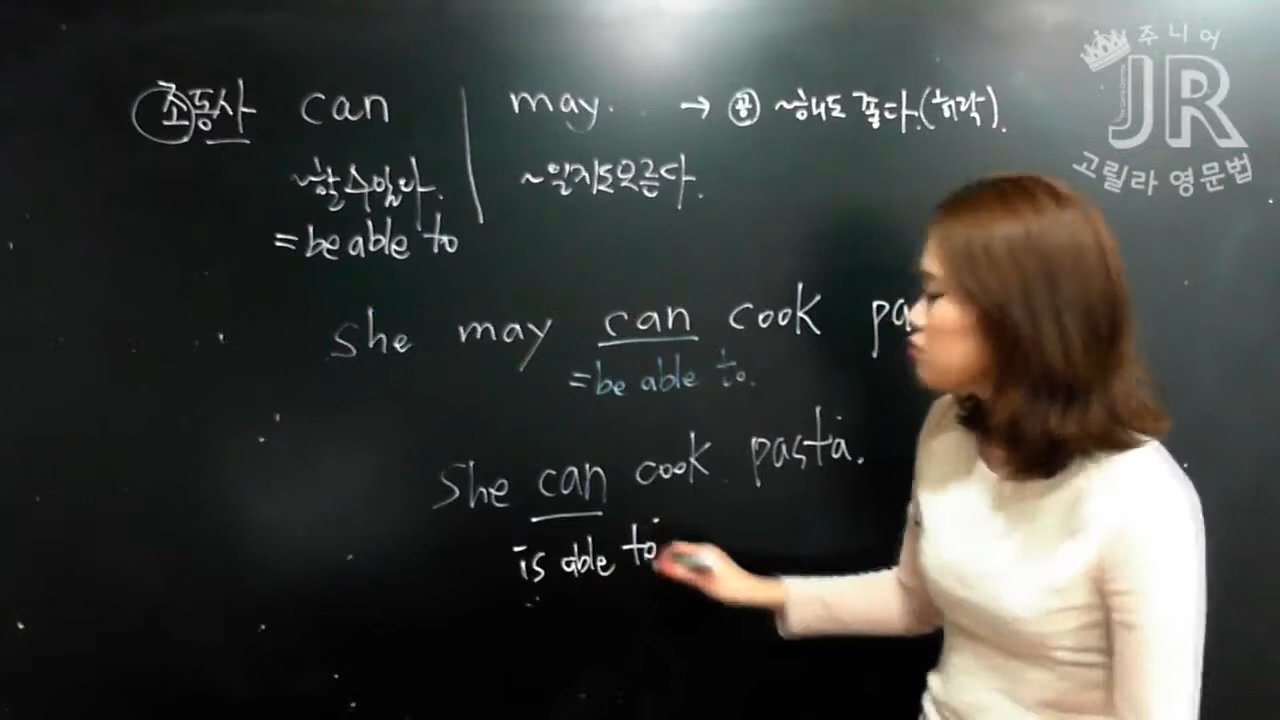 조동사 can | may. → 공 ~해도 좋다.(허락).
~할 수 있다. ~일지도 모른다.
= be able to
she may can cook pa
= be able to.
She can cook pasta.
is able to
주니어
JR
고릴라 영문법